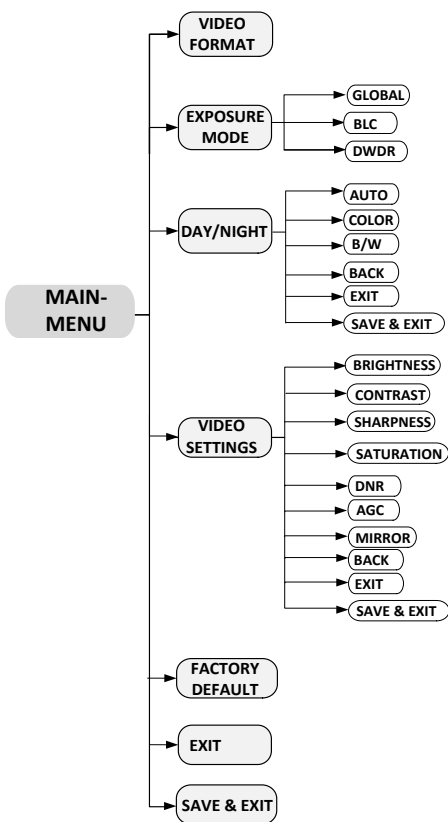 VIDEO
FORMAT
EXPOSURE
MODE
GLOBAL
BLC
DWDR
DAY/NIGHT
AUTO
COLOR
B/W
BACK
EXIT
SAVE & EXIT
MAIN-
MENU
VIDEO
SETTINGS
BRIGHTNESS
CONTRAST
SHARPNESS
SATURATION
DNR
AGC
MIRROR
BACK
EXIT
SAVE & EXIT
FACTORY
DEFAULT
EXIT
SAVE & EXIT